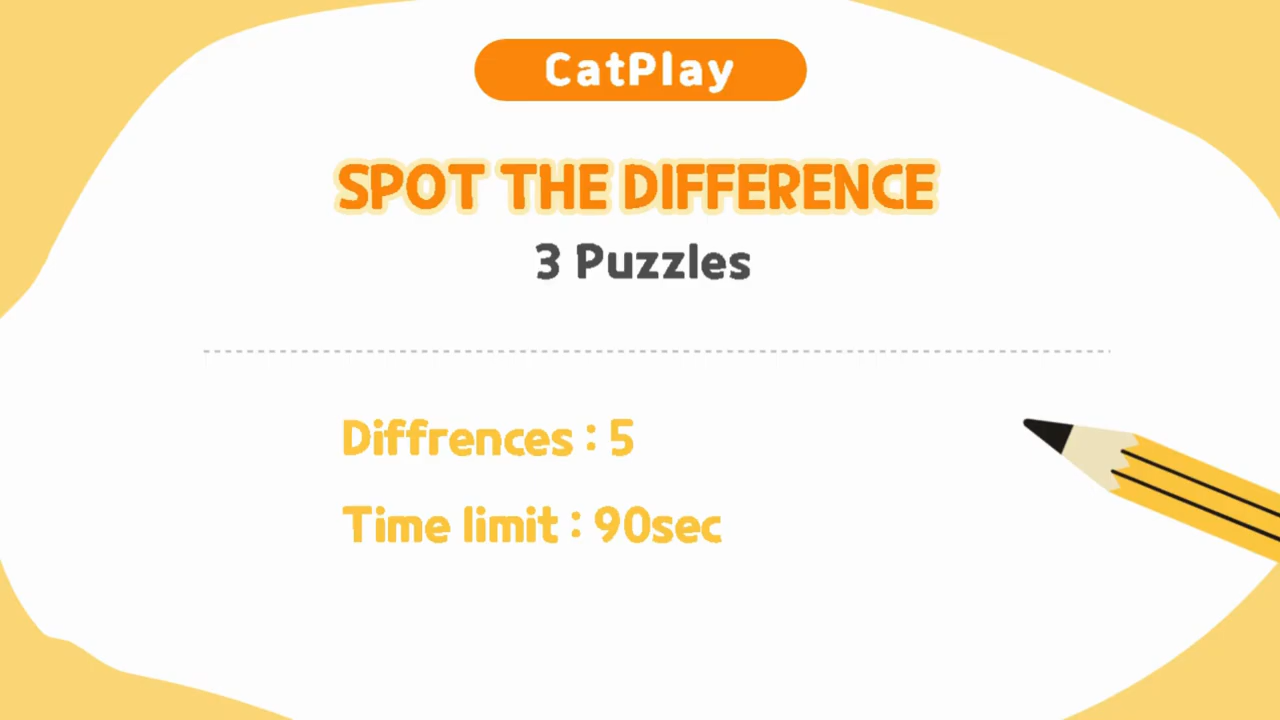 CatPlay
SPOT THE DIFFERENCE
3 Puzzles
Diffrences : 5
Time limit : 90sec